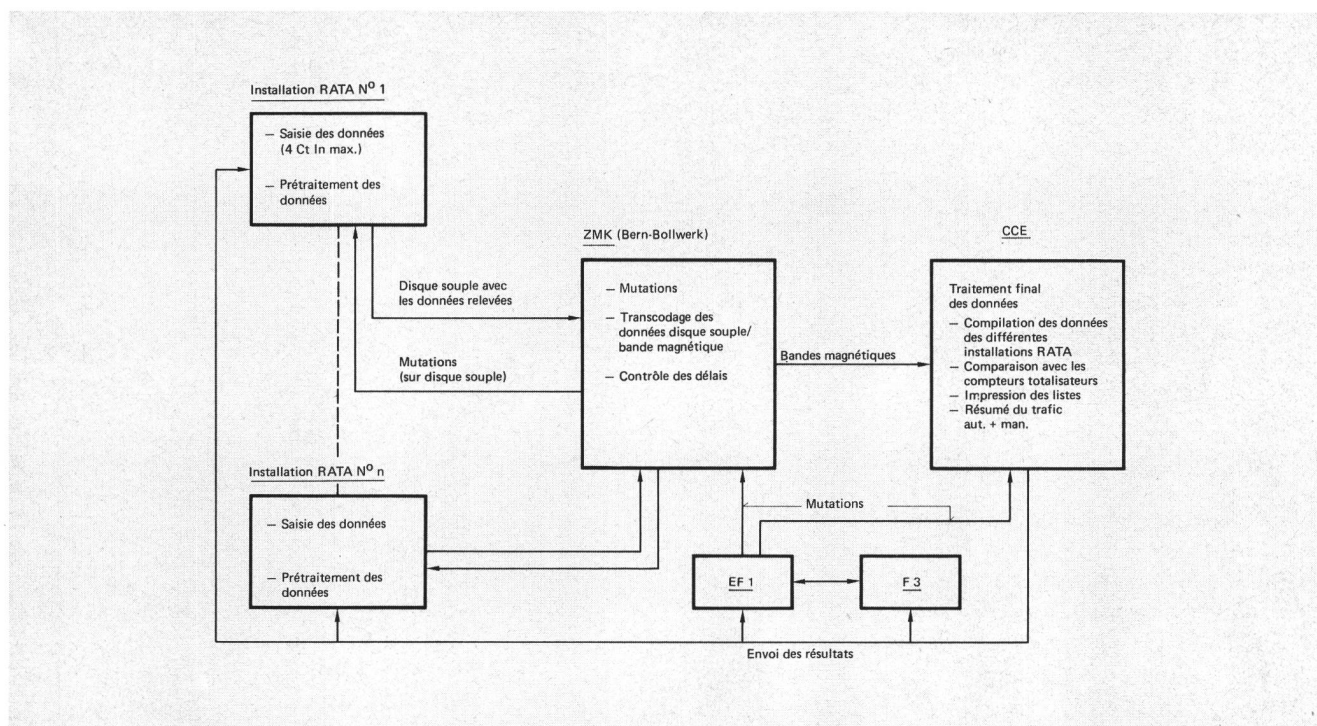 Installation RATA Nº 1
– Saisie des données
(4 Ct In max.)
– Prétraitement des
données
Disque souple avec
les données relevées
Mutations
(sur disque souple)
Installation RATA Nº n
– Saisie des données
– Prétraitement des
données
ZMK (Bern-Bollwerk)
– Mutations
– Transcodage des
données disque souple/
bande magnétique
– Contrôle des délais
Bandes magnétiques
CCE
Traitement final
des données
– Compilation des données
des différentes
installations RATA
– Comparaison avec les
compteurs totalisateurs
– Impression des listes
– Résumé du trafic
aut. + man.
Mutations
EF 1
F 3
Envoi des résultats